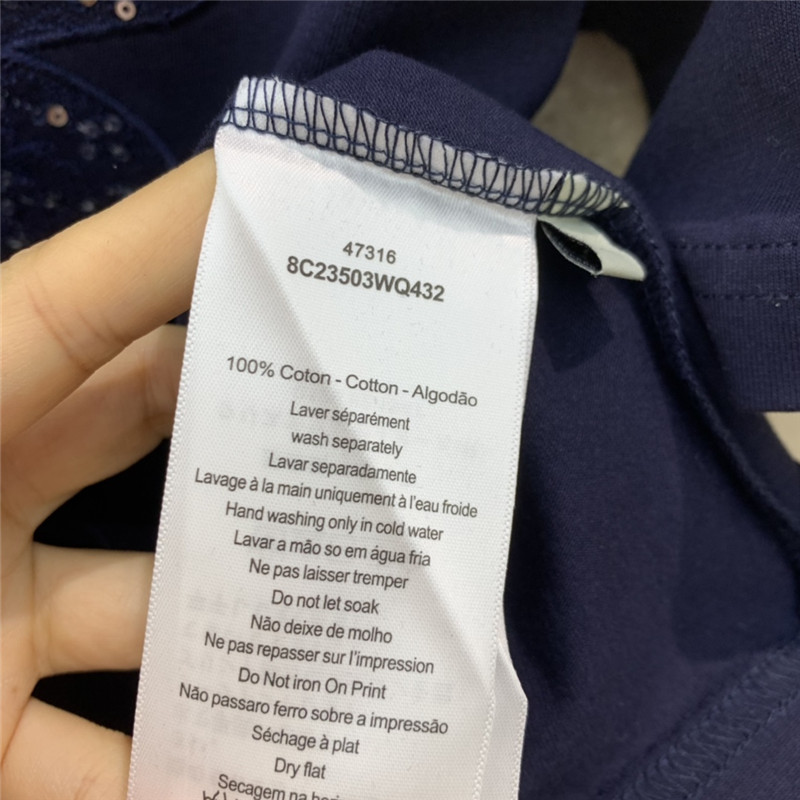 47316
8C23503WQ432
100% Coton - Cotton - Algodão
Laver séparément
wash separately
Lavar separadamente
Lavage à la main uniquement à l'eau froide
Hand washing only in cold water
Lavar a mão so em água fria
Ne pas laisser tremper
Do not let soak
Não deixe de molho
Ne pas repasser sur l'impression
Do Not Iron On Print
Não passaro ferro sobre a impressão
Séchage à plat
Dry flat
Secagem na